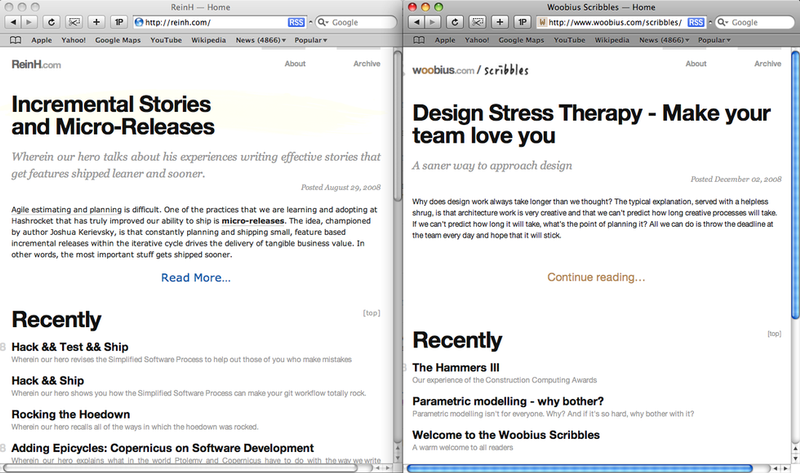 ReinH — Home
1P
http://reinh.com/
RSS
Google
Apple Yahoo! Google Maps YouTube Wikipedia News (4866) Popular
ReinH.com
About
Archive
Incremental Stories
and Micro-Releases
Wherein our hero talks about his experiences writing effective stories that
get features shipped leaner and sooner.
Posted August 29, 2008
Agile estimating and planning is difficult. One of the practices that we are learning and adopting at
Hashrocket that has truly improved our ability to ship is micro-releases. The idea, championed
by author Joshua Kerievsky, is that constantly planning and shipping small, feature based
incremental releases within the iterative cycle drives the delivery of tangible business value. In
other words, the most important stuff gets shipped sooner.
Read More...
Recently
[top]
8
Hack && Test && Ship
Wherein our hero revises the Simplified Software Process to help out those of you who make mistakes
Hack && Ship
Wherein our hero shows you how the Simplified Software Process can make your git workflow totally rock.
Rocking the Hoedown
Wherein our hero recalls all of the ways in which the hoedown was rocked.
8
Adding Epicycles: Copernicus on Software Development
Wherein our hero explains what in the world Ptolemy and Copernicus have to do with the way we write
Woobius Scribbles — Home
1P
W http://www.woobius.com/scribbles/
RSS
Google
Apple Yahoo! Google Maps YouTube Wikipedia News (4866) Popular
woobius.com / scribbles
About
Archive
Design Stress Therapy - Make your
team love you
A saner way to approach design
Posted December 02, 2008
Why does design work always take longer than we thought? The typical explanation, served with a helpless
shrug, is that architecture work is very creative and that we can't predict how long creative processes will take.
If we can't predict how long it will take, what's the point of planning it? All we can do is throw the deadline at
the team every day and hope that it will stick.
Continue reading...
Recently
[top]
The Hammers III
Our experience of the Construction Computing Awards
Parametric modelling - why bother?
Parametric modelling isn't for everyone. Why? And if it's so hard, why bother with it?
Welcome to the Woobius Scribbles
A warm welcome to all readers